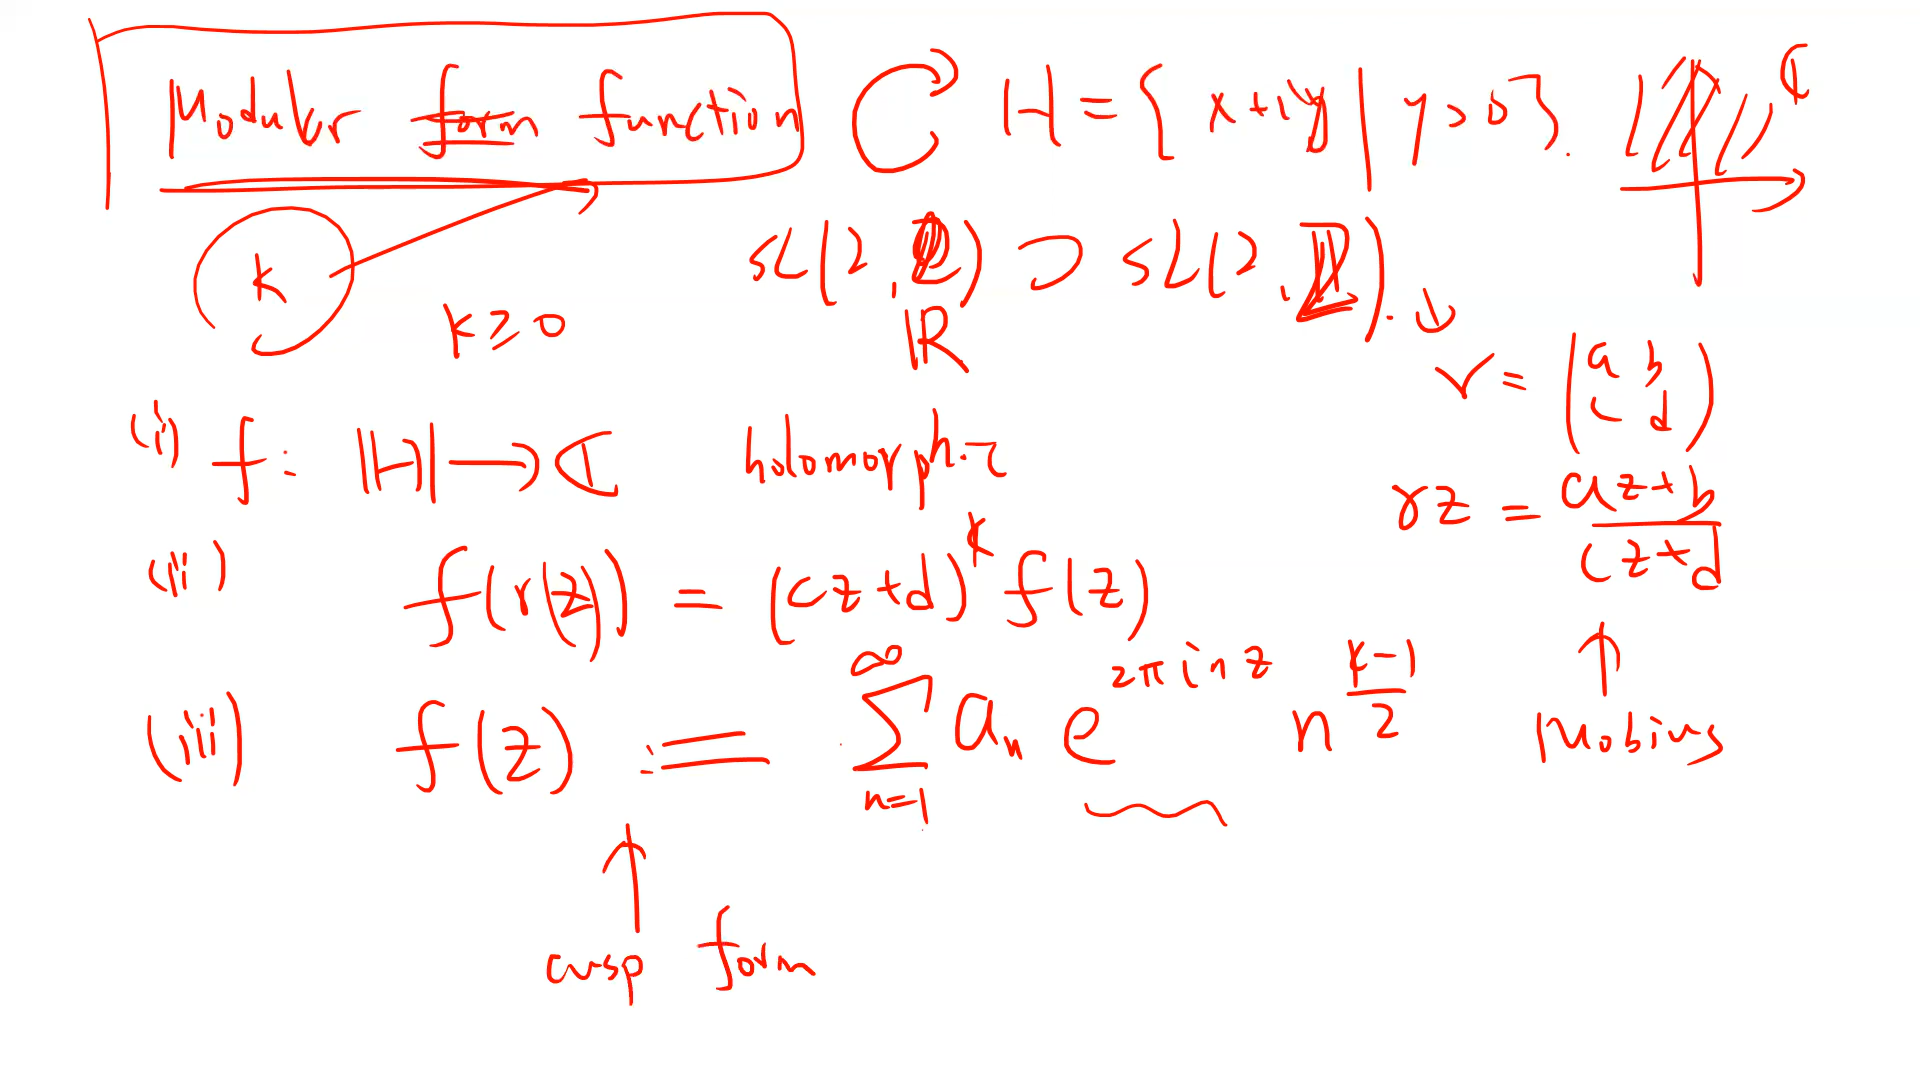 Modular form function H = { x+iy | y>0 }. ℂ
k
k ≥ 0
SL(2, ℝ) ⊃ SL(2, ℤ).
γ = (a b
c d)
(i) f: |H| → ℂ holomorphic
γz = az+b / cz+d
(ii) f(γ(z)) = (cz+d)^k f(z)
(iii) f(z) := ∑_{n=1}^{∞} a_n e^{2πinz} n^{k-1/2}
↑ Mobius
↑ cusp form